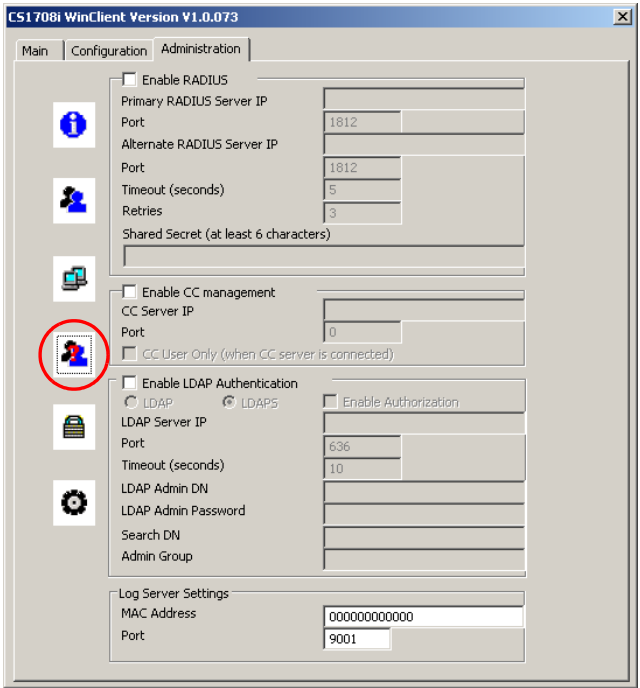 CS1708i WinClient Version V1.0.073
Main Configuration Administration
Enable RADIUS
Primary RADIUS Server IP
Port 1812
Alternate RADIUS Server IP
Port 1812
Timeout (seconds) 5
Retries 3
Shared Secret (at least 6 characters)
Enable CC management
CC Server IP
Port 0
CC User Only (when CC server is connected)
Enable LDAP Authentication
LDAP LDAPS Enable Authorization
LDAP Server IP
Port 636
Timeout (seconds) 10
LDAP Admin DN
LDAP Admin Password
Search DN
Admin Group
Log Server Settings
MAC Address 000000000000
Port 9001